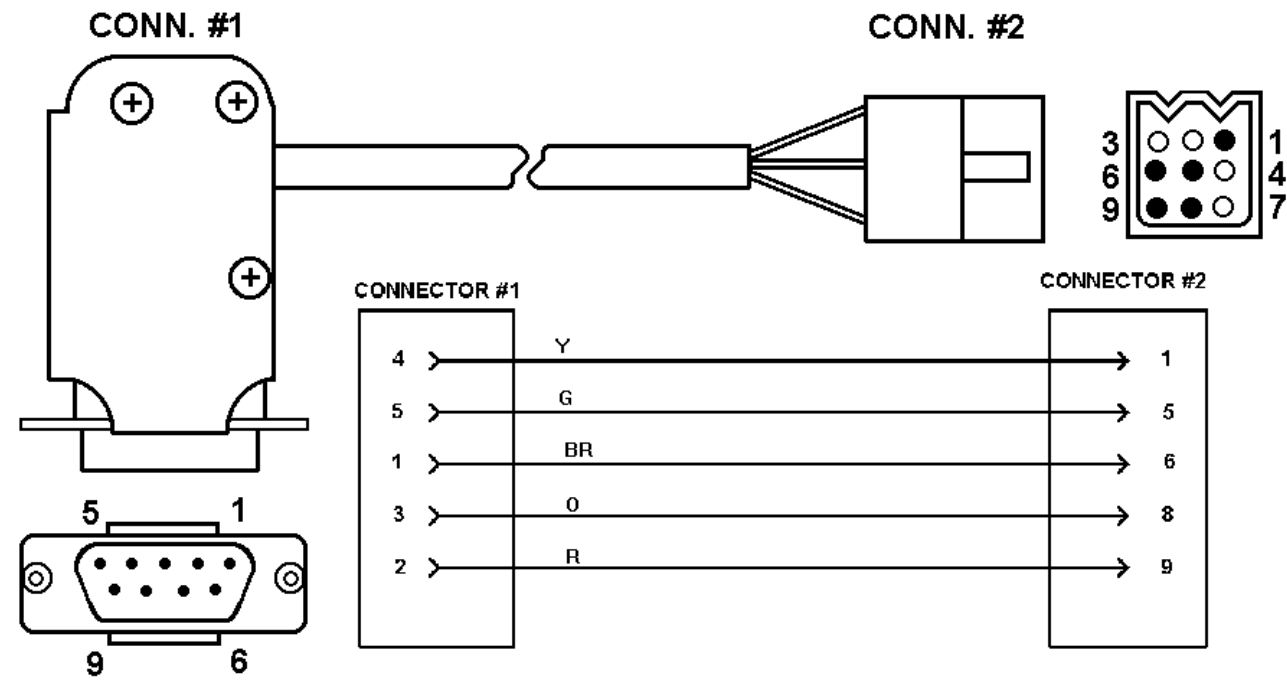 CONN. #1
CONN. #2
3 1
6 4
9 7
CONNECTOR #1
CONNECTOR #2
4 Y 1
5 G 5
1 BR 6
3 0 8
2 R 9
5 1
9 6